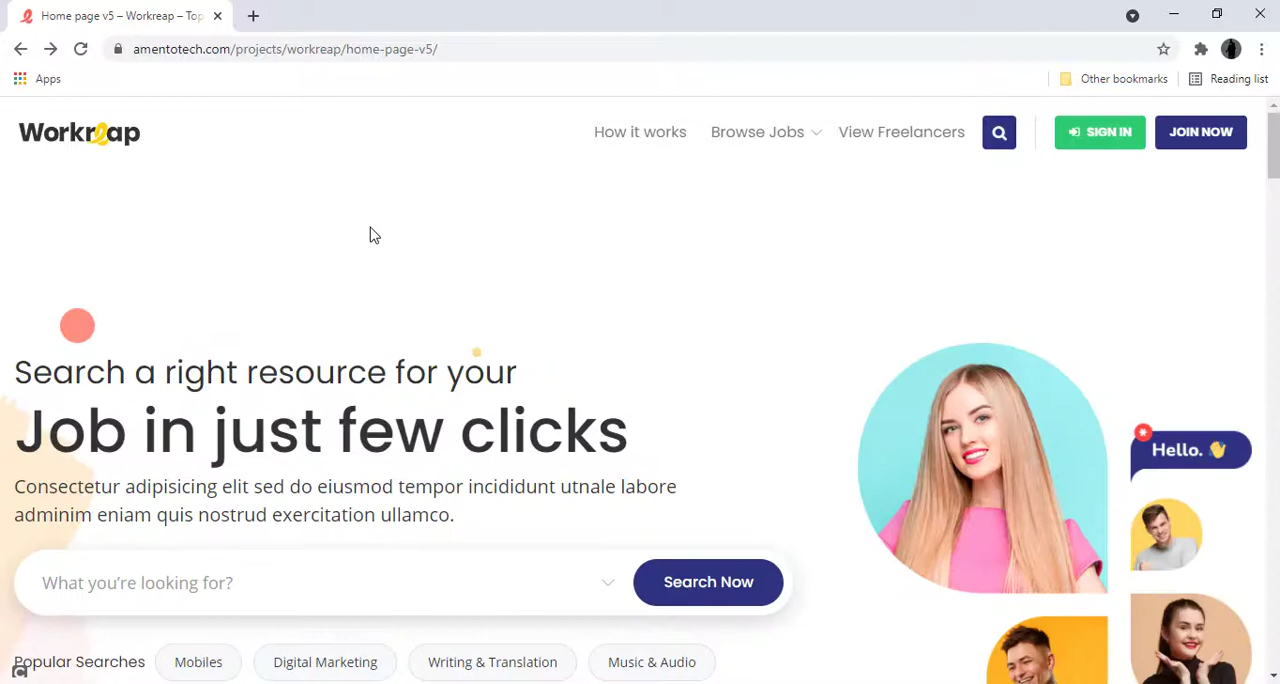 Home page v5 – Workreap – Top
amentotech.com/projects/workreap/home-page-v5/
Apps
Other bookmarks
Reading list
Workreap
How it works
Browse Jobs
View Freelancers
SIGN IN
JOIN NOW
Search a right resource for your
Job in just few clicks
Consectetur adipisicing elit sed do eiusmod tempor incididunt utnale labore
adminim eniam quis nostrud exercitation ullamco.
Hello. 👋
What you’re looking for?
Search Now
Popular Searches
Mobiles
Digital Marketing
Writing & Translation
Music & Audio